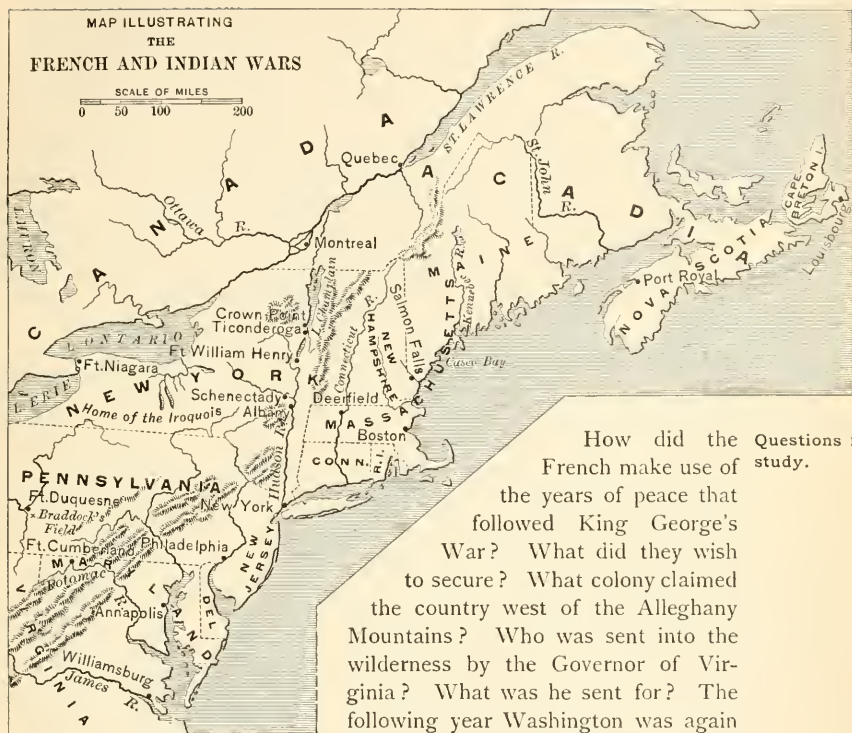 MAP ILLUSTRATING
THE
FRENCH AND INDIAN WARS
SCALE OF MILES
0 50 100 200
CANADA
ACADIA
ST. LAWRENCE R.
Quebec
St. John
R.
Ottawa
R.
Montreal
L. HURON
CAPE
BRETON I.
Louisbourg
NOVA SCOTIA
Port Royal
MAINE
Kennebec R.
L. Champlain
Crown Point
Ticonderoga
L. ONTARIO
Ft. William Henry
Connecticut R.
NEW
HAMPSHIRE
Salmon Falls
MASSACHUSETTS
Casco Bay
Ft. Niagara
L. ERIE
NEW YORK
Schenectady
Albany
Home of the Iroquois
Deerfield
MASS
Boston
CONN.
R.I.
Hudson
PENNSYLVANIA
Ft. Duquesne
Braddock's
Field
New York
Ft. Cumberland
Philadelphia
NEW
JERSEY
MARYLAND
Potomac
R.
Annapolis
DEL
VIRGINIA
Williamsburg
James R.
How did the
French make use of
the years of peace that
followed King George's
War? What did they wish
to secure? What colony claimed
the country west of the Alleghany
Mountains? Who was sent into the
wilderness by the Governor of Vir-
ginia? What was he sent for? The
following year Washington was again
Questions
study.